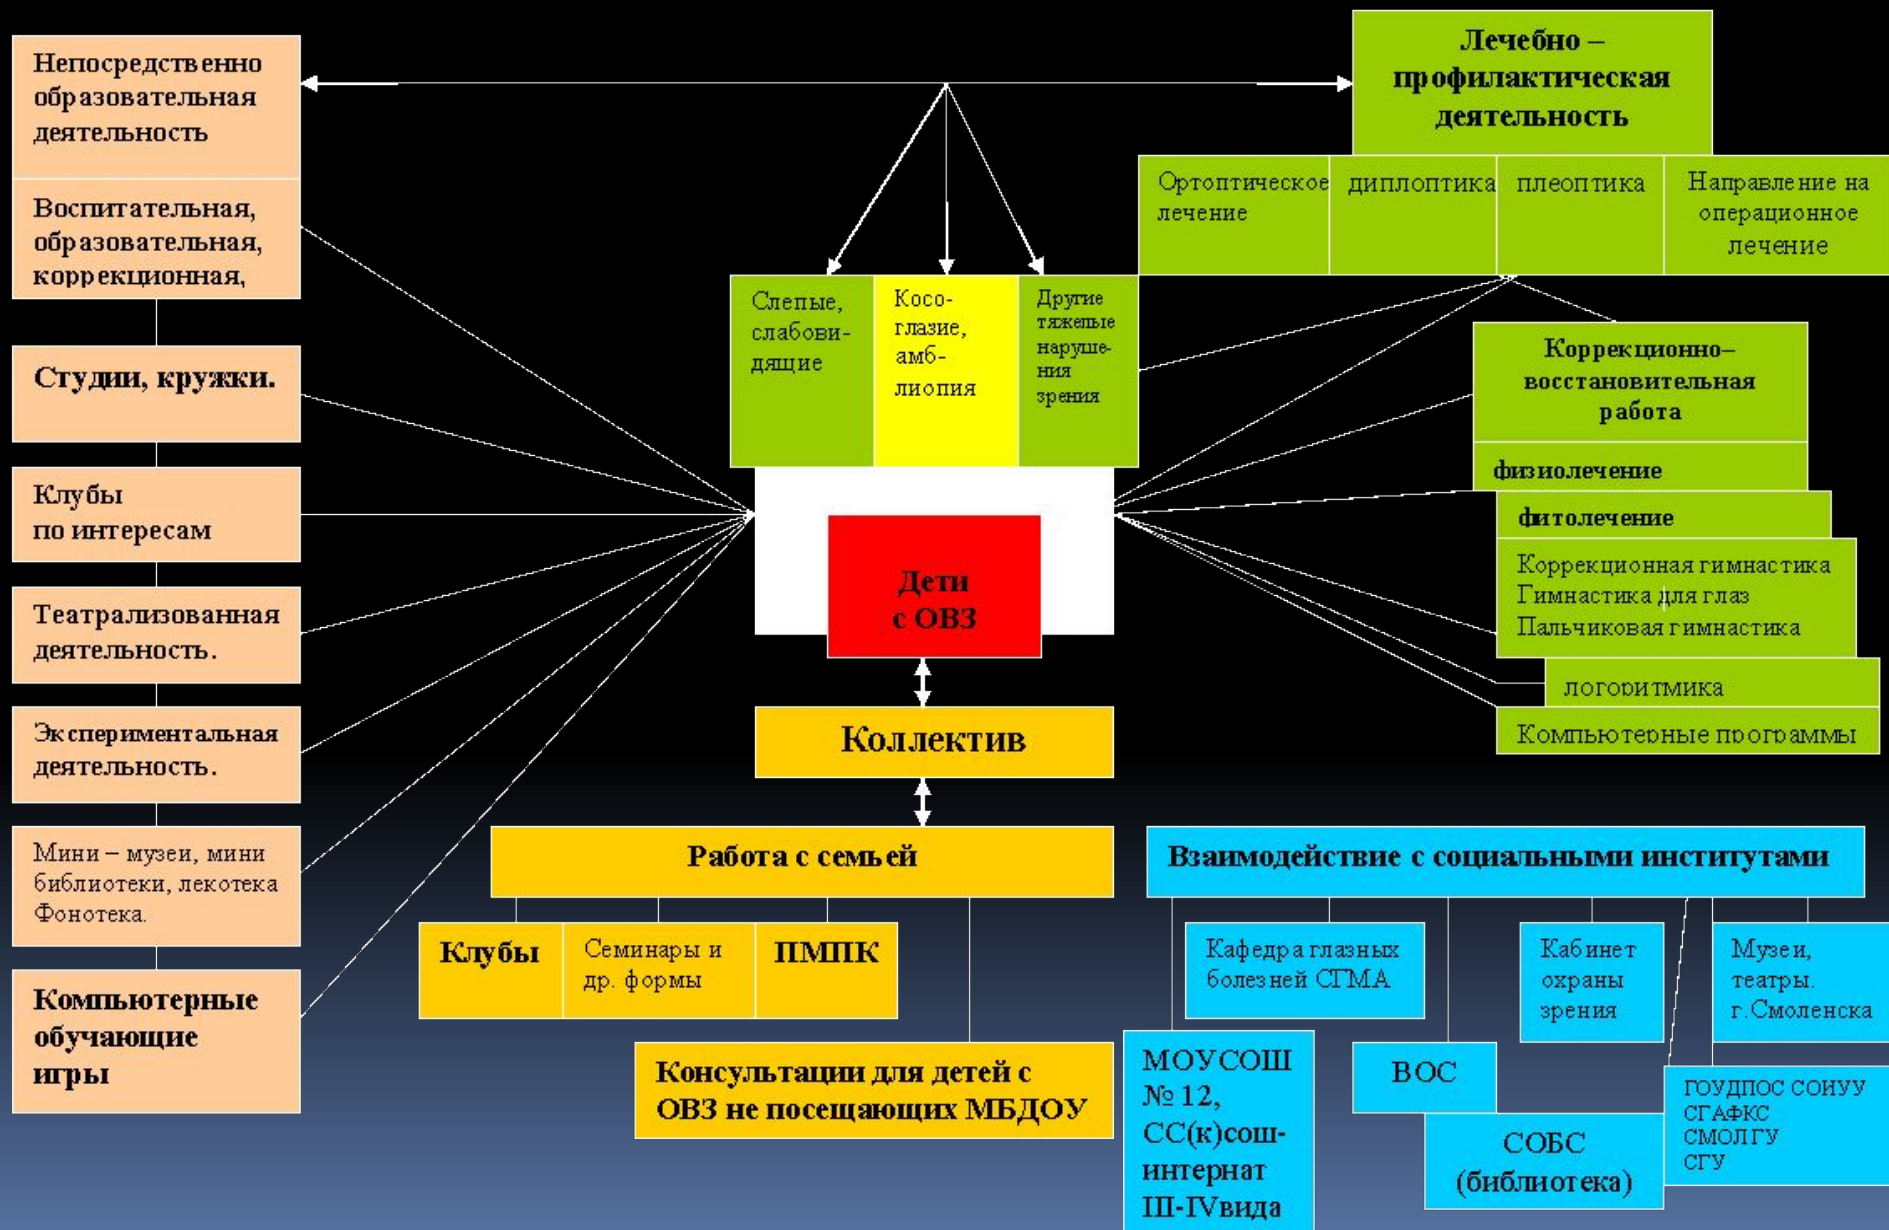 Непосредственно
образовательная
деятельность
Воспитательная,
образовательная,
коррекционная,
Студии, кружки.
Клубы
по интересам
Театрализованная
деятельность.
Экспериментальная
деятельность.
Мини – музеи, мини
библиотеки, лекотека
Фонотека.
Компьютерные
обучающие
игры
Слепые,
слабови-
дящие
Косо-
глазие,
амб-
лиопия
Другие
тяжелые
наруше-
ния
зрения
Дети
с ОВЗ
Коллектив
Работа с семьей
Клубы
Семинары и
др. формы
ПМПК
Консультации для детей с
ОВЗ не посещающих МБДОУ
Лечебно –
профилактическая
деятельность
Ортоптическое
лечение
диплоптика
плеоптика
Направление на
операционное
лечение
Коррекционно–
восстановительная
работа
физиолечение
фитолечение
Коррекционная гимнастика
Гимнастика для глаз
Пальчиковая гимнастика
логоритмика
Компьютерные программы
Взаимодействие с социальными институтами
Кафедра глазных
болезней СГМА
Кабинет
охраны
зрения
Музеи,
театры.
г.Смоленска
МОУСОШ
№ 12,
СС(к)сош-
интернат
III-IVвида
ВОС
СОБС
(библиотека)
ГОУДПОС СОИУУ
СГАФКС
СМОЛГУ
СГУ